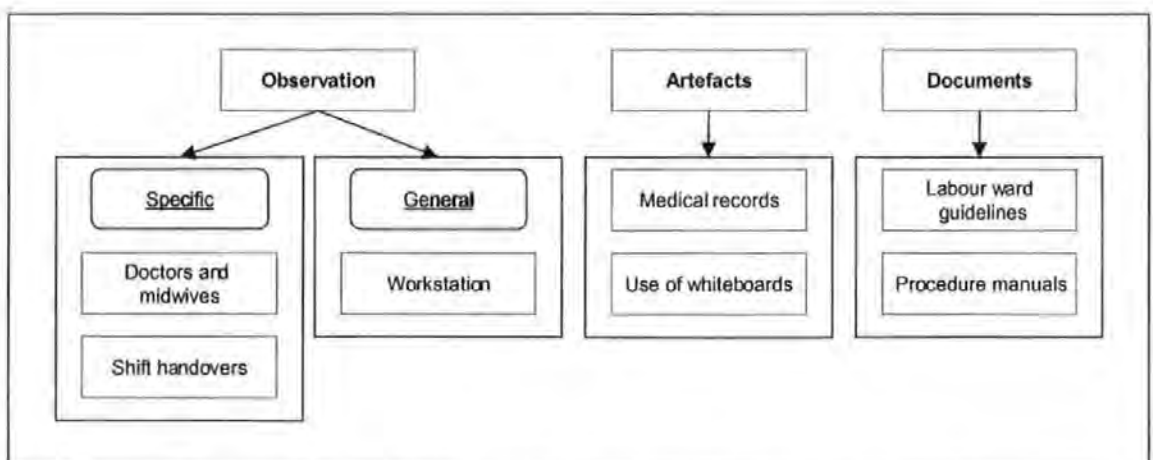 Observation
Artefacts
Documents
Specific
General
Medical records
Labour ward
guidelines
Doctors and
midwives
Workstation
Use of whiteboards
Procedure manuals
Shift handovers